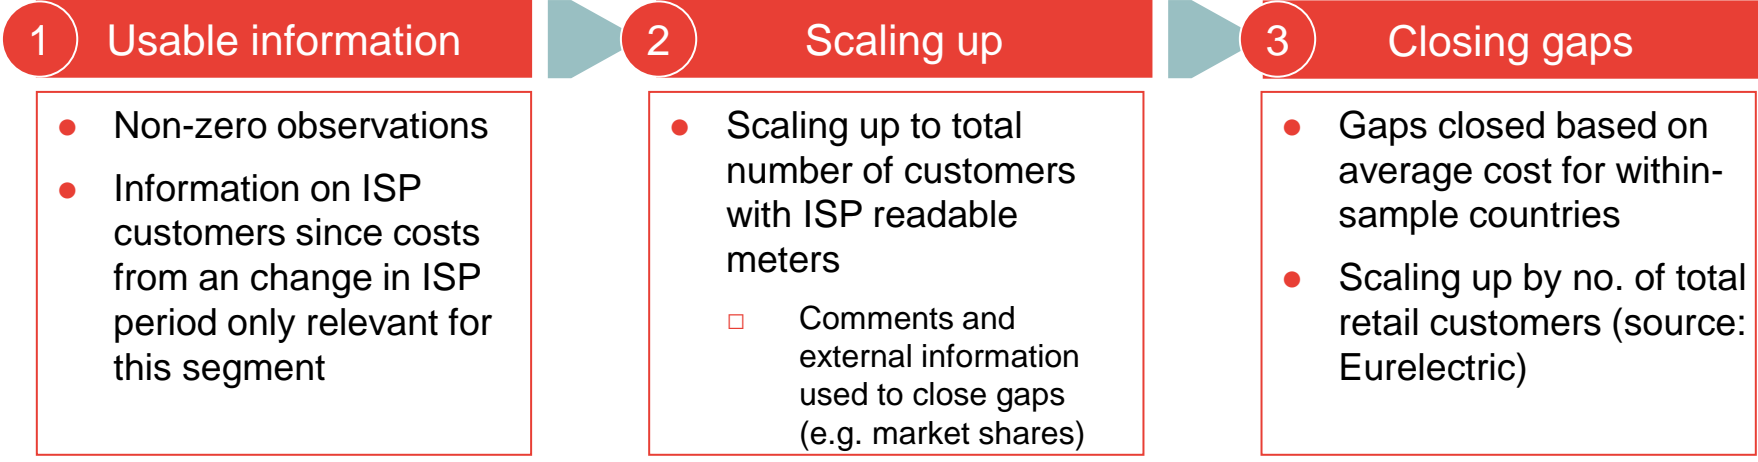 1 Usable information
● Non-zero observations
● Information on ISP
customers since costs
from an change in ISP
period only relevant for
this segment
2 Scaling up
● Scaling up to total
number of customers
with ISP readable
meters
□ Comments and
external information
used to close gaps
(e.g. market shares)
3 Closing gaps
● Gaps closed based on
average cost for within-
sample countries
● Scaling up by no. of total
retail customers (source:
Eurelectric)